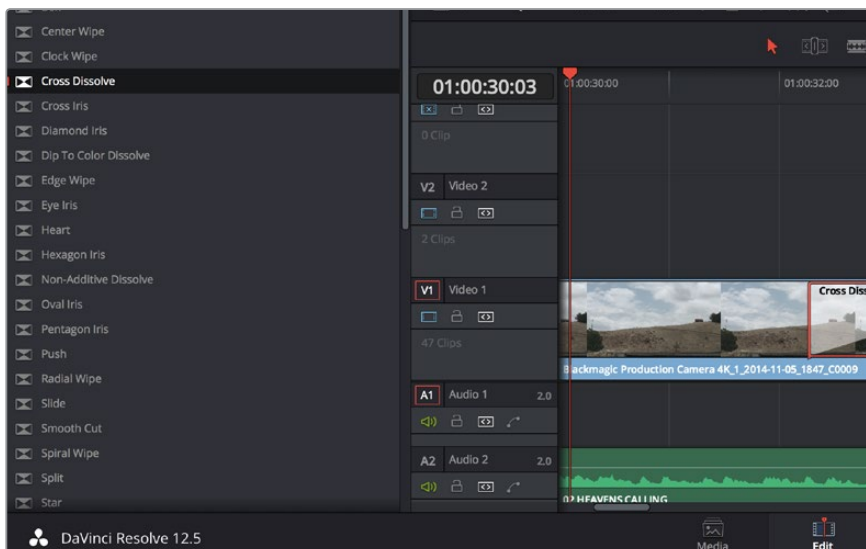 Center Wipe
Clock Wipe
Cross Dissolve
Cross Iris
Diamond Iris
Dip To Color Dissolve
Edge Wipe
Eye Iris
Heart
Hexagon Iris
Non-Additive Dissolve
Oval Iris
Pentagon Iris
Push
Radial Wipe
Slide
Smooth Cut
Spiral Wipe
Split
Star
DaVinci Resolve 12.5
01:00:30:03
01:00:30:00
01:00:32:00
0 Clip
V2 Video 2
2 Clips
V1 Video 1
47 Clips
Cross Diss
Blackmagic Production Camera 4K_1_2014-11-05_1847_C0009
A1 Audio 1 2.0
A2 Audio 2 2.0
02 HEAVENS CALLING
Media
Edit